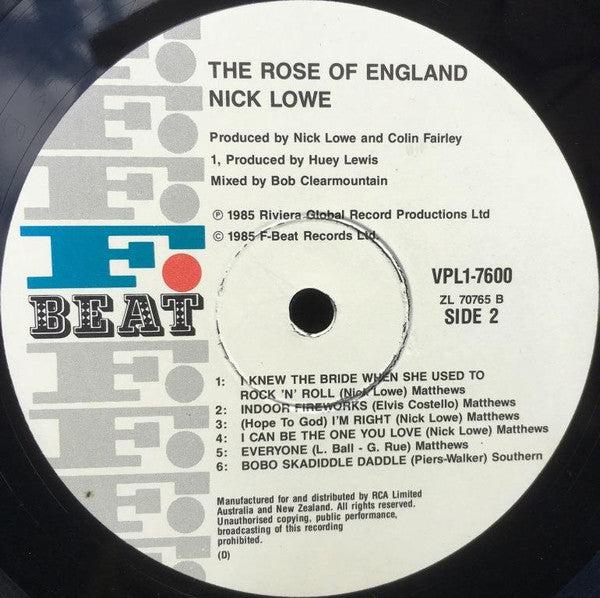 THE ROSE OF ENGLAND
NICK LOWE
Produced by Nick Lowe and Colin Fairley
1, Produced by Huey Lewis
Mixed by Bob Clearmountain
℗ 1985 Riviera Global Record Productions Ltd
© 1985 F-Beat Records Ltd.
F.
BEAT
VPL1-7600
ZL 70765 B
SIDE 2
1: I KNEW THE BRIDE WHEN SHE USED TO
ROCK 'N' ROLL (Nick Lowe) Matthews
2: INDOOR FIREWORKS (Elvis Costello) Matthews
3: (Hope To God) I'M RIGHT (Nick Lowe) Matthews
4: I CAN BE THE ONE YOU LOVE (Nick Lowe) Matthews
5: EVERYONE (L. Ball - G. Rue) Matthews
6: BOBO SKADIDDLE DADDLE (Piers-Walker) Southern
Manufactured for and distributed by RCA Limited
Australia and New Zealand. All rights reserved.
Unauthorised copying, public performance,
broadcasting of this recording
prohibited.
(D)